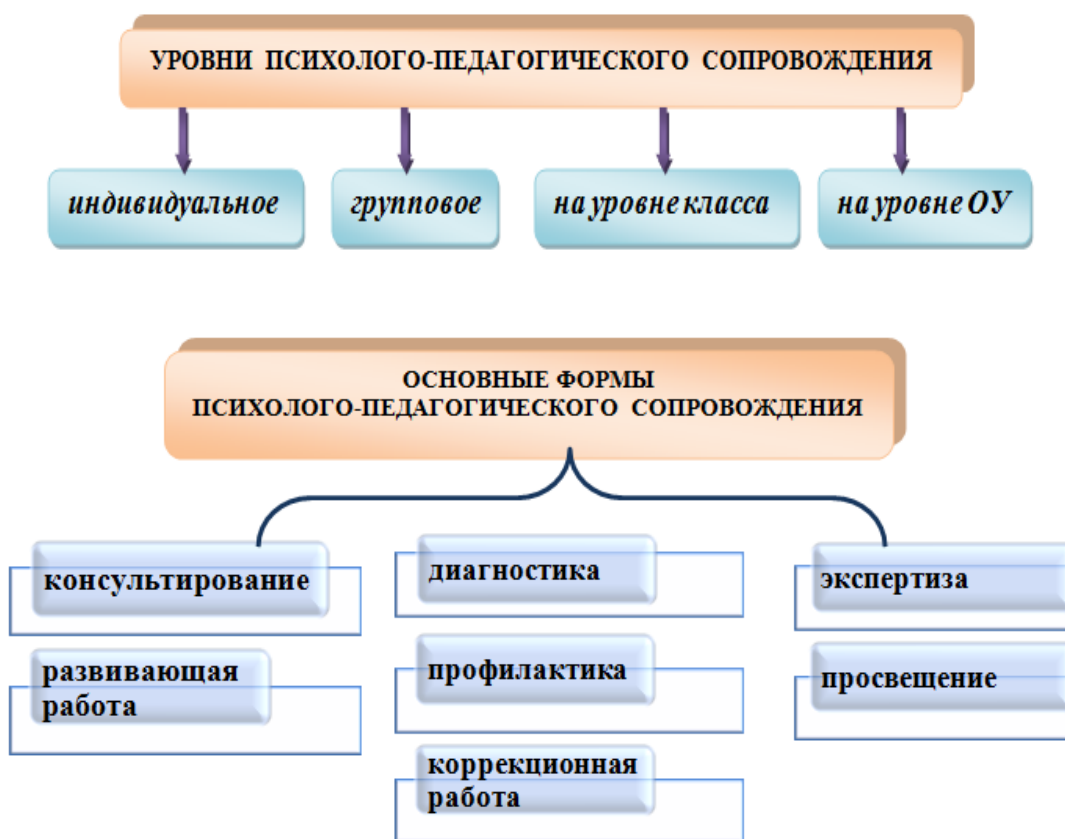 УРОВНИ ПСИХОЛОГО-ПЕДАГОГИЧЕСКОГО СОПРОВОЖДЕНИЯ
индивидуальное
групповое
на уровне класса
на уровне ОУ
ОСНОВНЫЕ ФОРМЫ
ПСИХОЛОГО-ПЕДАГОГИЧЕСКОГО СОПРОВОЖДЕНИЯ
консультирование
диагностика
экспертиза
развивающая
работа
профилактика
просвещение
коррекционная
работа